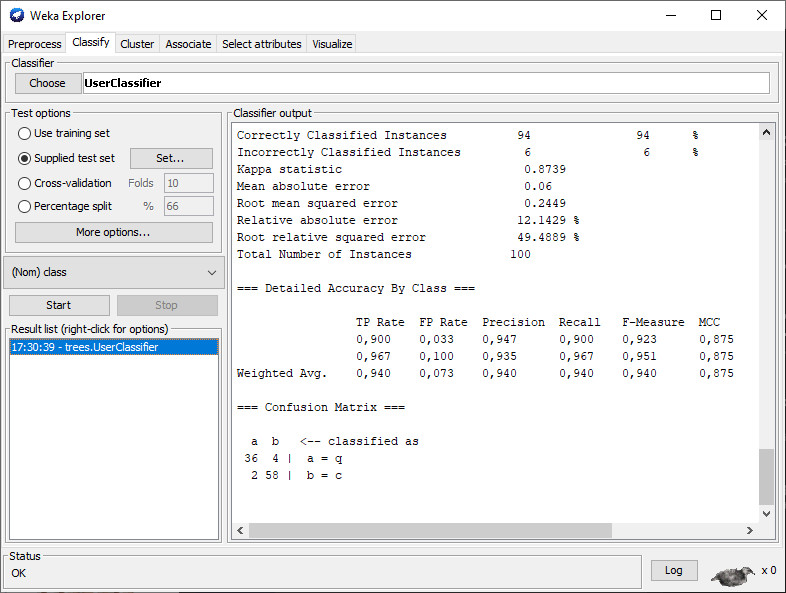 Weka Explorer
Preprocess Classify Cluster Associate Select attributes Visualize
Classifier
Choose UserClassifier
Test options
Use training set
Supplied test set Set...
Cross-validation Folds 10
Percentage split % 66
More options...
(Nom) class
Start Stop
Result list (right-click for options)
17:30:39 - trees.UserClassifier
Classifier output
Correctly Classified Instances 94 94 %
Incorrectly Classified Instances 6 6 %
Kappa statistic 0.8739
Mean absolute error 0.06
Root mean squared error 0.2449
Relative absolute error 12.1429 %
Root relative squared error 49.4889 %
Total Number of Instances 100
=== Detailed Accuracy By Class ===
TP Rate FP Rate Precision Recall F-Measure MCC
0,900 0,033 0,947 0,900 0,923 0,875
0,967 0,100 0,935 0,967 0,951 0,875
Weighted Avg. 0,940 0,073 0,940 0,940 0,940 0,875
=== Confusion Matrix ===
a b <-- classified as
36 4 | a = q
2 58 | b = c
Status
OK
Log x 0